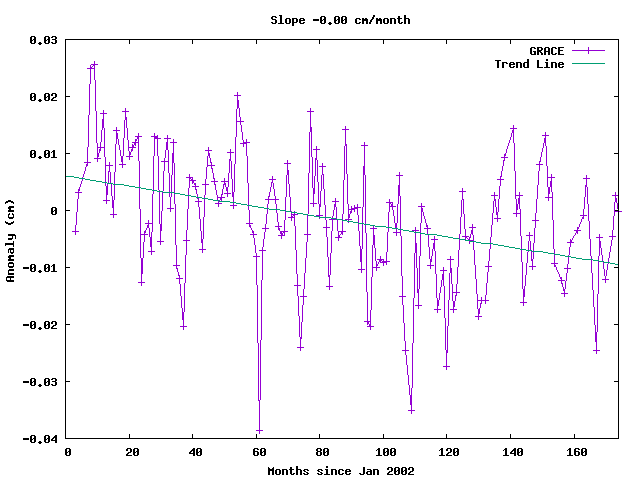 Slope -0.00 cm/month
GRACE
Trend Line
0.03
0.02
0.01
0
-0.01
-0.02
-0.03
-0.04
Anomaly (cm)
0 20 40 60 80 100 120 140 160
Months since Jan 2002